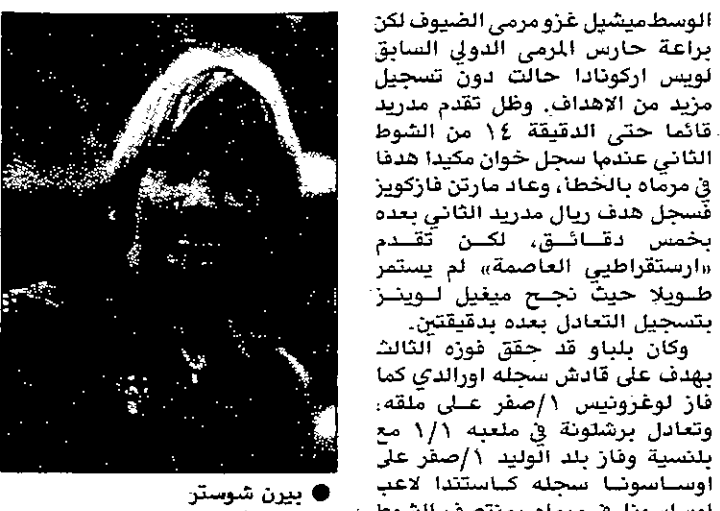 الوسط ميشيل غزو مرمى الضيوف لكن
براعة حارس المرمى الدولي السابق
لويس اركونادا حالت دون تسجيل
مزيد من الاهداف. وظل تقدم مدريد
قائما حتى الدقيقة ١٤ من الشوط
الثاني عندما سجل خوان مكيدا هدفا
في مرماه بالخطأ، وعاد مارتن فازكويز
فسجل هدف ريال مدريد الثاني بعده
بخمس دقائق، لكن تقدم
«ارستقراطيي العاصمة» لم يستمر
طويلا حيث نجح ميغيل لوينز
بتسجيل التعادل بعده بدقيقتين.
وكان بلباو قد حقق فوزه الثالث
بهدف على قادش سجله اورالدي كما
فاز لوغرونيس ١/صفر على ملقه.
وتعادل برشلونة في ملعبه ١/١ مع
بلنسية وفاز بلد الوليد ١/صفر على
اوساسونا سجله كاستندا لاعب
● بيرن شوستر